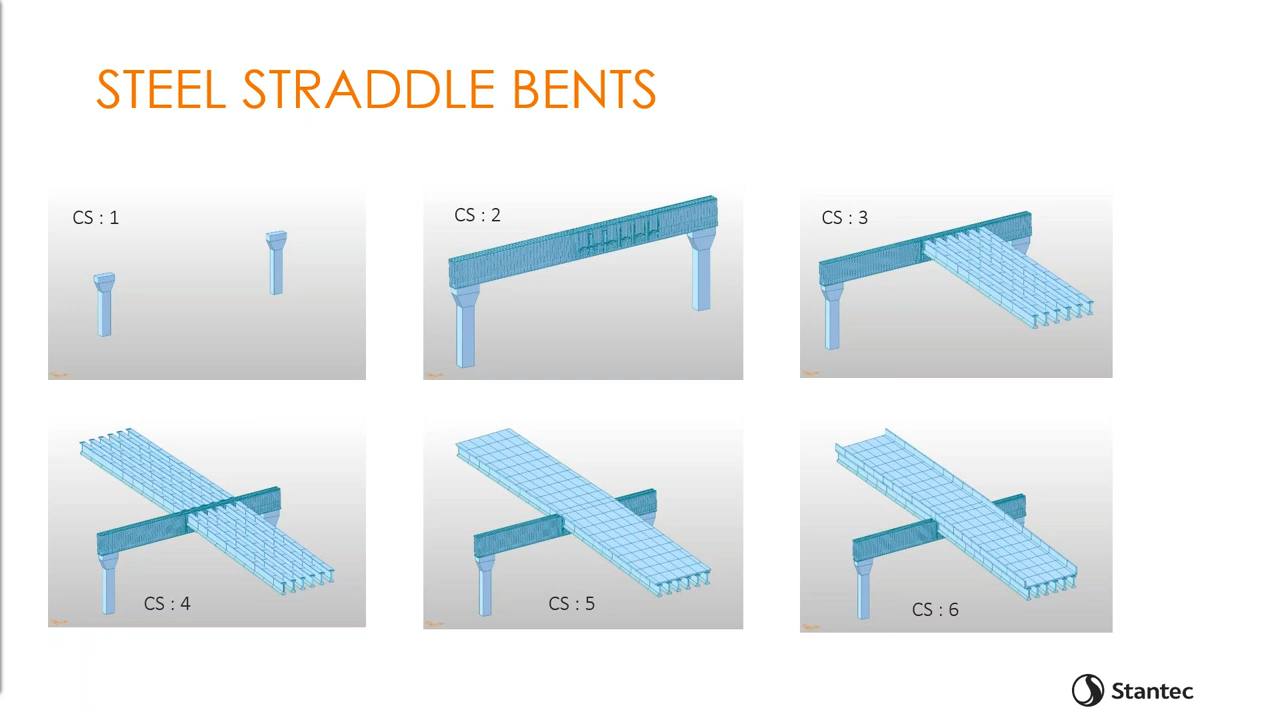 STEEL STRADDLE BENTS
CS : 1
CS : 2
CS : 3
CS : 4
CS : 5
CS : 6
Stantec